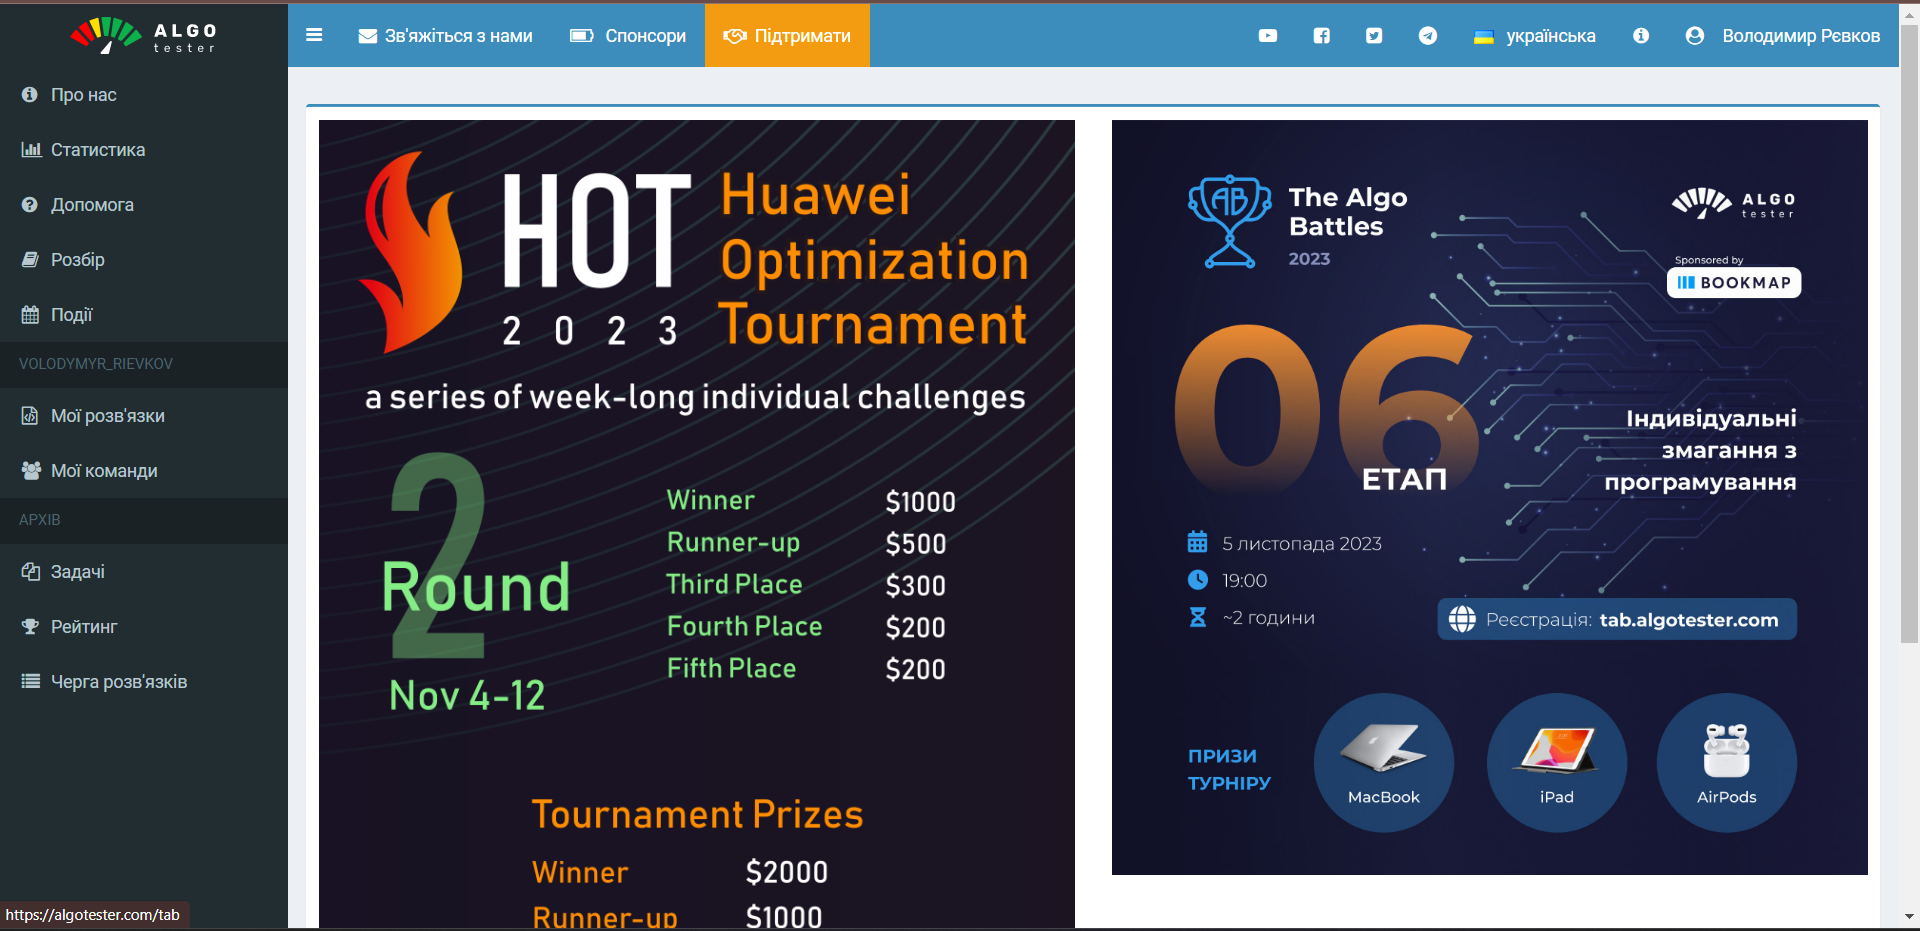 ALGO
tester
Зв'яжіться з нами
Спонсори
Підтримати
українська
Володимир Рєвков
Про нас
Статистика
Допомога
Розбір
Події
VOLODYMYR_RIEVKOV
Мої розв'язки
Мої команди
АРХІВ
Задачі
Рейтинг
Черга розв'язків
HOT
2023
Huawei
Optimization
Tournament
a series of week-long individual challenges
2
Round
Nov 4-12
Winner $1000
Runner-up $500
Third Place $300
Fourth Place $200
Fifth Place $200
Tournament Prizes
Winner $2000
Runner-up $1000
AB
The Algo
Battles
2023
ALGO
tester
Sponsored by
BOOKMAP
06
ЕТАП
Індивідуальні
змагання з
програмування
5 листопада 2023
19:00
~2 години
Реєстрація: tab.algotester.com
ПРИЗИ
ТУРНІРУ
MacBook
iPad
AirPods
https://algotester.com/tab